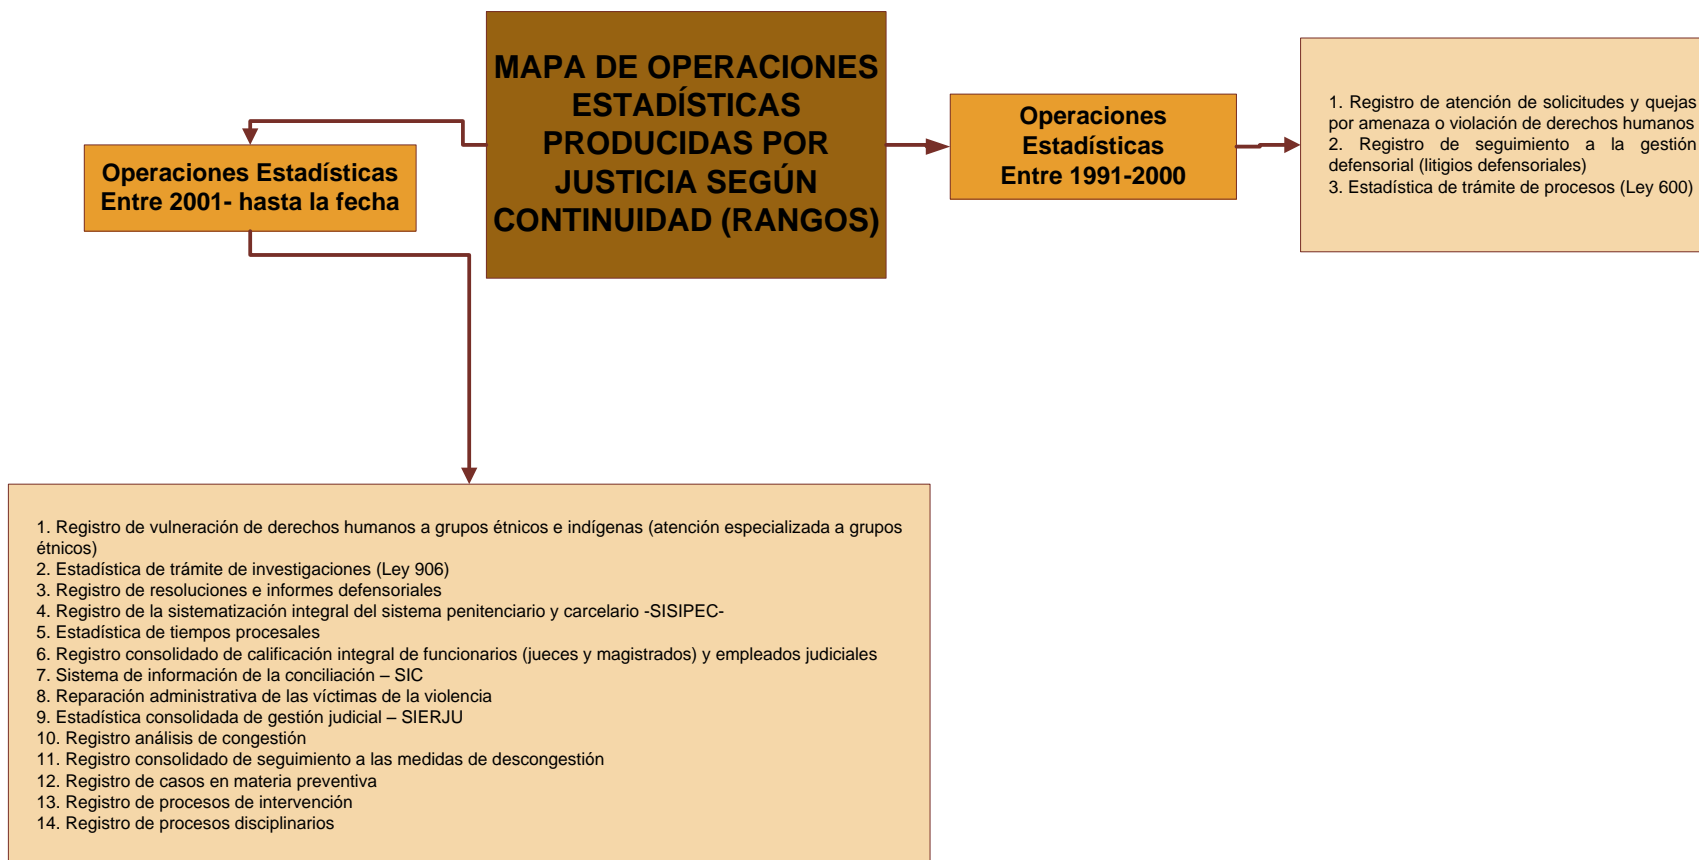 MAPA DE OPERACIONES
ESTADÍSTICAS
PRODUCIDAS POR
JUSTICIA SEGÚN
CONTINUIDAD (RANGOS)
Operaciones Estadísticas
Entre 2001- hasta la fecha
Operaciones
Estadísticas
Entre 1991-2000
1. Registro de atención de solicitudes y quejas
por amenaza o violación de derechos humanos
2. Registro de seguimiento a la gestión
defensorial (litigios defensoriales)
3. Estadística de trámite de procesos (Ley 600)
1. Registro de vulneración de derechos humanos a grupos étnicos e indígenas (atención especializada a grupos
étnicos)
2. Estadística de trámite de investigaciones (Ley 906)
3. Registro de resoluciones e informes defensoriales
4. Registro de la sistematización integral del sistema penitenciario y carcelario -SISIPEC-
5. Estadística de tiempos procesales
6. Registro consolidado de calificación integral de funcionarios (jueces y magistrados) y empleados judiciales
7. Sistema de información de la conciliación – SIC
8. Reparación administrativa de las víctimas de la violencia
9. Estadística consolidada de gestión judicial – SIERJU
10. Registro análisis de congestión
11. Registro consolidado de seguimiento a las medidas de descongestión
12. Registro de casos en materia preventiva
13. Registro de procesos de intervención
14. Registro de procesos disciplinarios